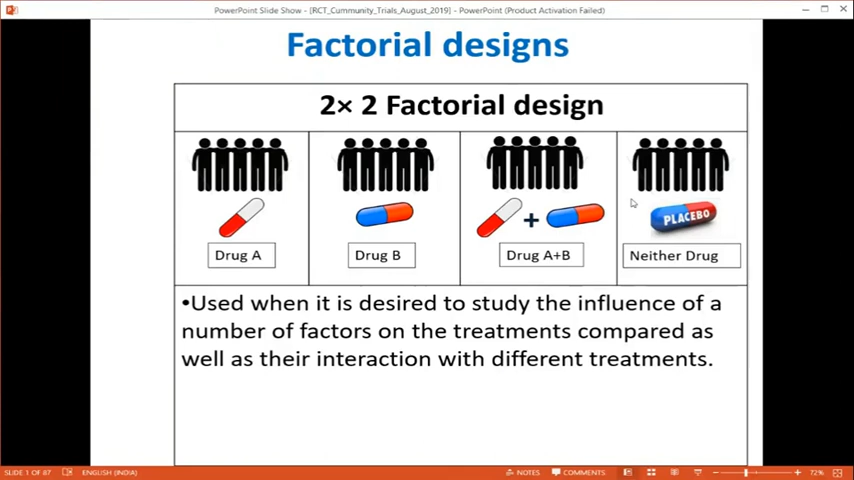 PowerPoint Slide Show - [RCT_Cummunity_Trials_August_2019] - PowerPoint (Product Activation Failed)
Factorial designs
2× 2 Factorial design
PLACEBO
Drug A
Drug B
+
Drug A+B
Neither Drug
•Used when it is desired to study the influence of a
number of factors on the treatments compared as
well as their interaction with different treatments.
SLIDE 1 OF 87 ENGLISH (INDIA) NOTES COMMENTS 72%